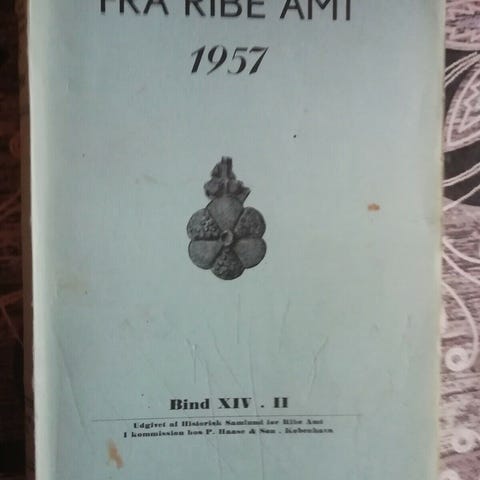 FRA RIBE AMT
1957
Bind XIV . II
Udgivet af Historisk Samfund for Ribe Amt
I kommission hos P. Haase & Søn . København